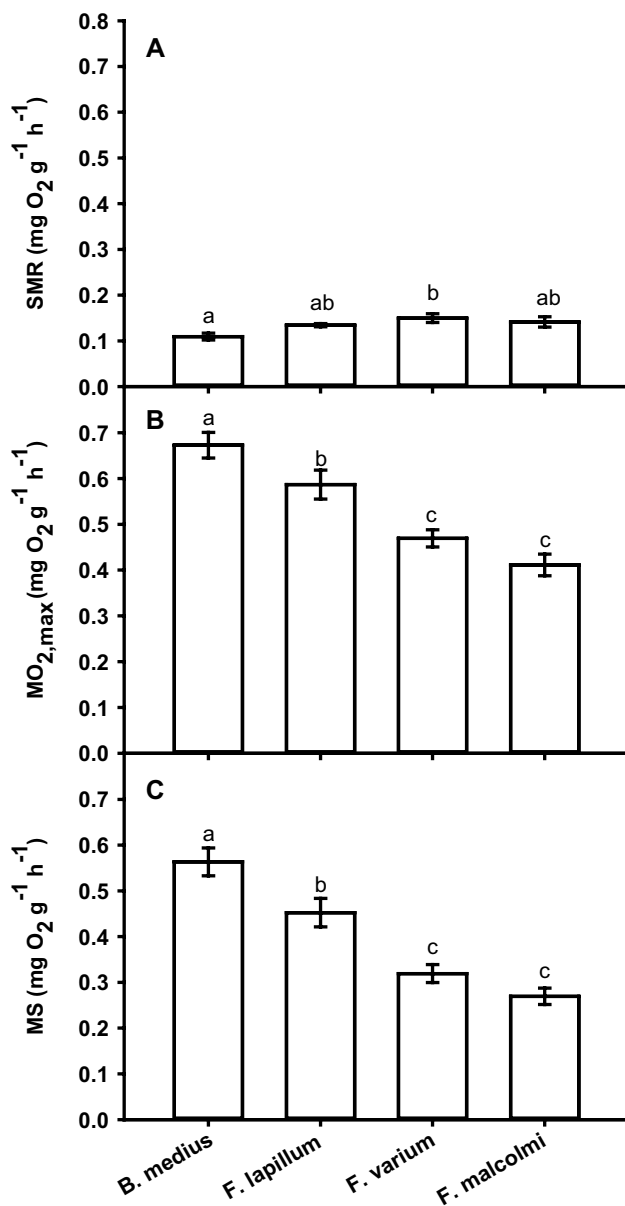 A
SMR (mg O2 g-1 h-1)
0.8
0.7
0.6
0.5
0.4
0.3
0.2
0.1
0.0
a
ab
b
ab
B
MO2,max (mg O2 g-1 h-1)
0.7
0.6
0.5
0.4
0.3
0.2
0.1
0.0
a
b
c
c
C
MS (mg O2 g-1 h-1)
0.7
0.6
0.5
0.4
0.3
0.2
0.1
0.0
a
b
c
c
B. medius
F. lapillum
F. varium
F. malcolmi